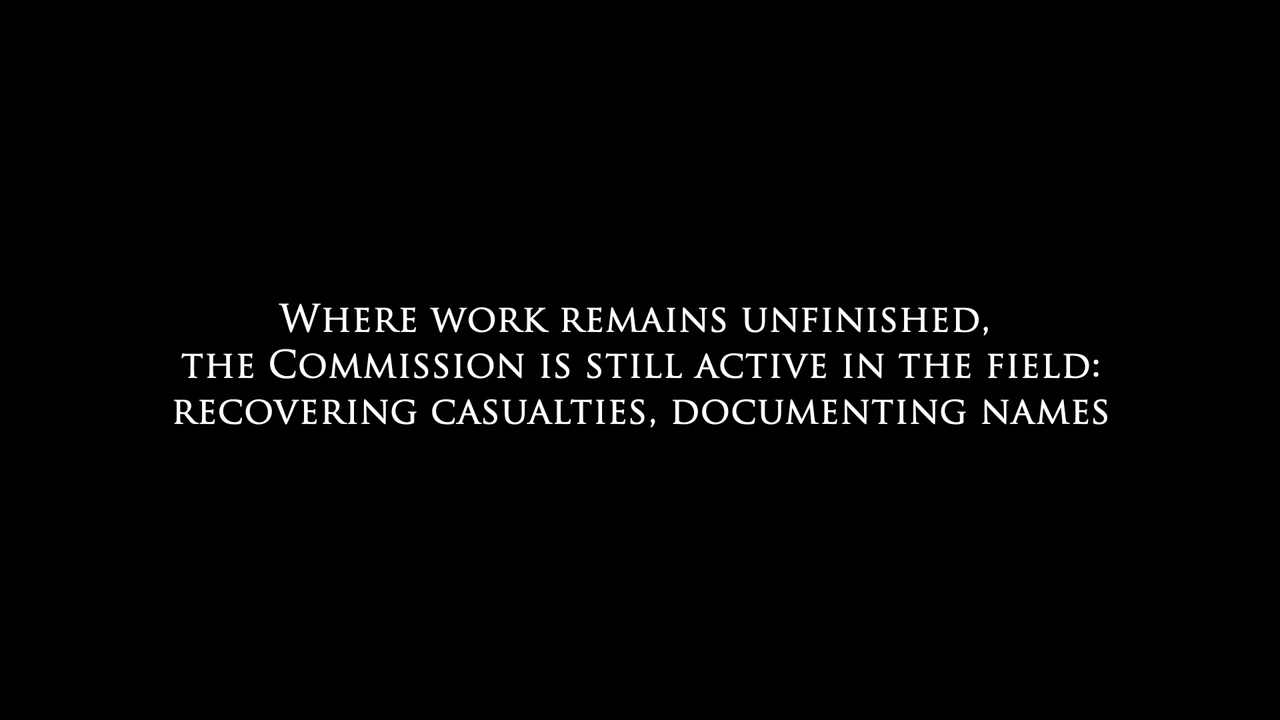 Where work remains unfinished,
the Commission is still active in the field:
recovering casualties, documenting names